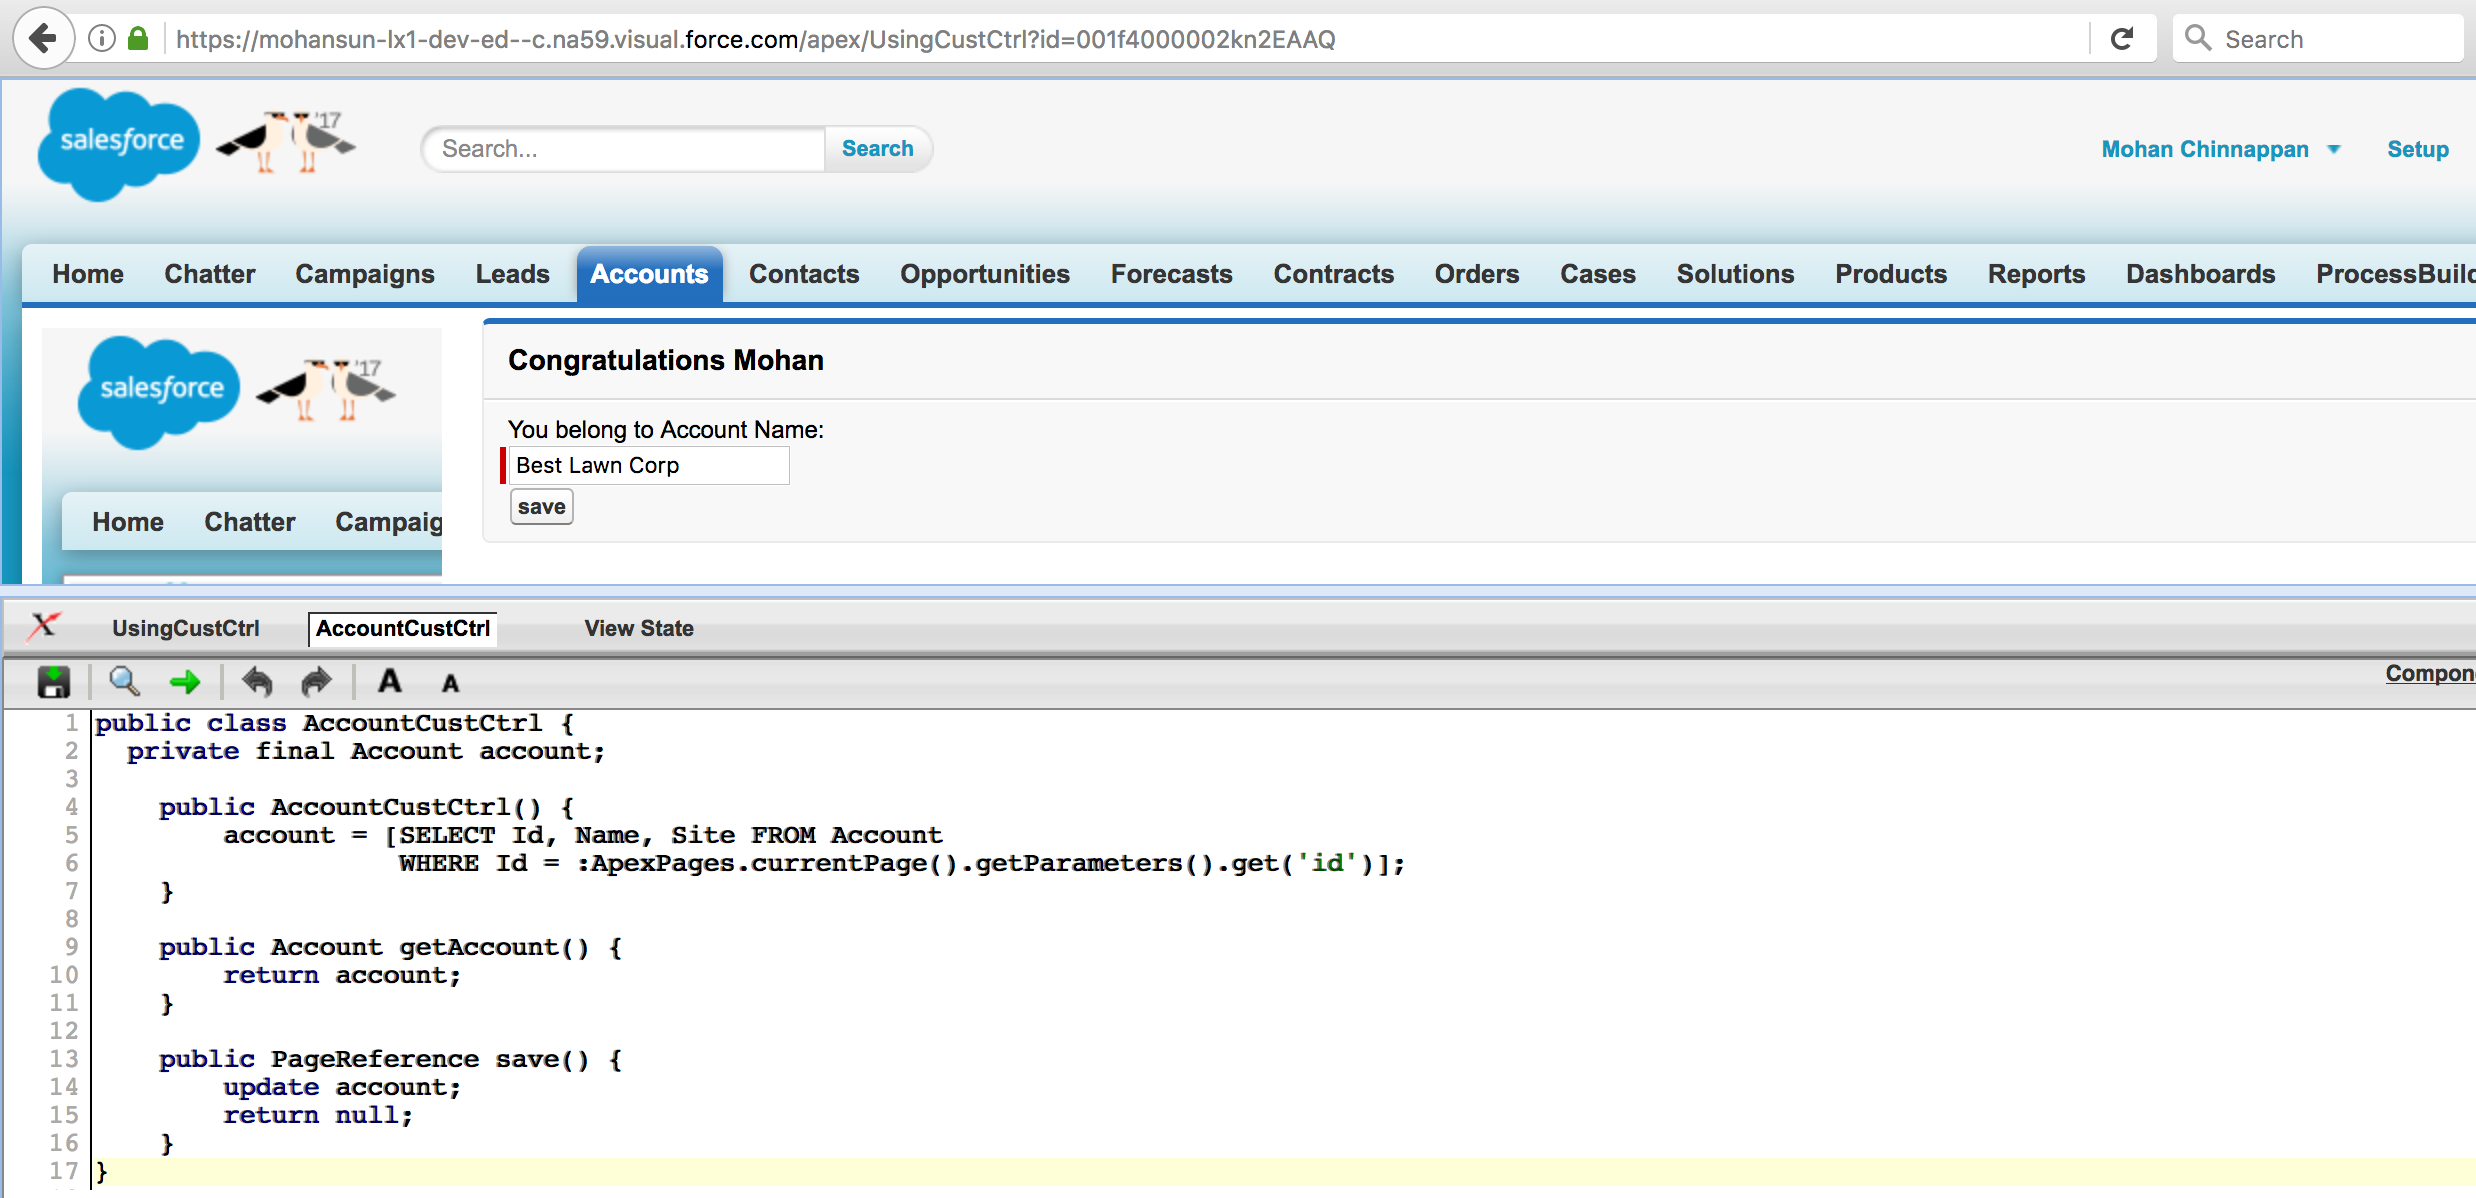 https://mohansun-lx1-dev-ed--c.na59.visual.force.com/apex/UsingCustCtrl?id=001f4000002kn2EAAQ
Search
salesforce '17
Search...
Search
Mohan Chinnappan
Setup
Home Chatter Campaigns Leads Accounts Contacts Opportunities Forecasts Contracts Orders Cases Solutions Products Reports Dashboards ProcessBuild
salesforce '17
Home Chatter Campaig
Congratulations Mohan
You belong to Account Name:
Best Lawn Corp
save
UsingCustCtrl AccountCustCtrl View State
A A
Compon
1 public class AccountCustCtrl {
2 private final Account account;
3
4 public AccountCustCtrl() {
5 account = [SELECT Id, Name, Site FROM Account
6 WHERE Id = :ApexPages.currentPage().getParameters().get('id')];
7 }
8
9 public Account getAccount() {
10 return account;
11 }
12
13 public PageReference save() {
14 update account;
15 return null;
16 }
17 }